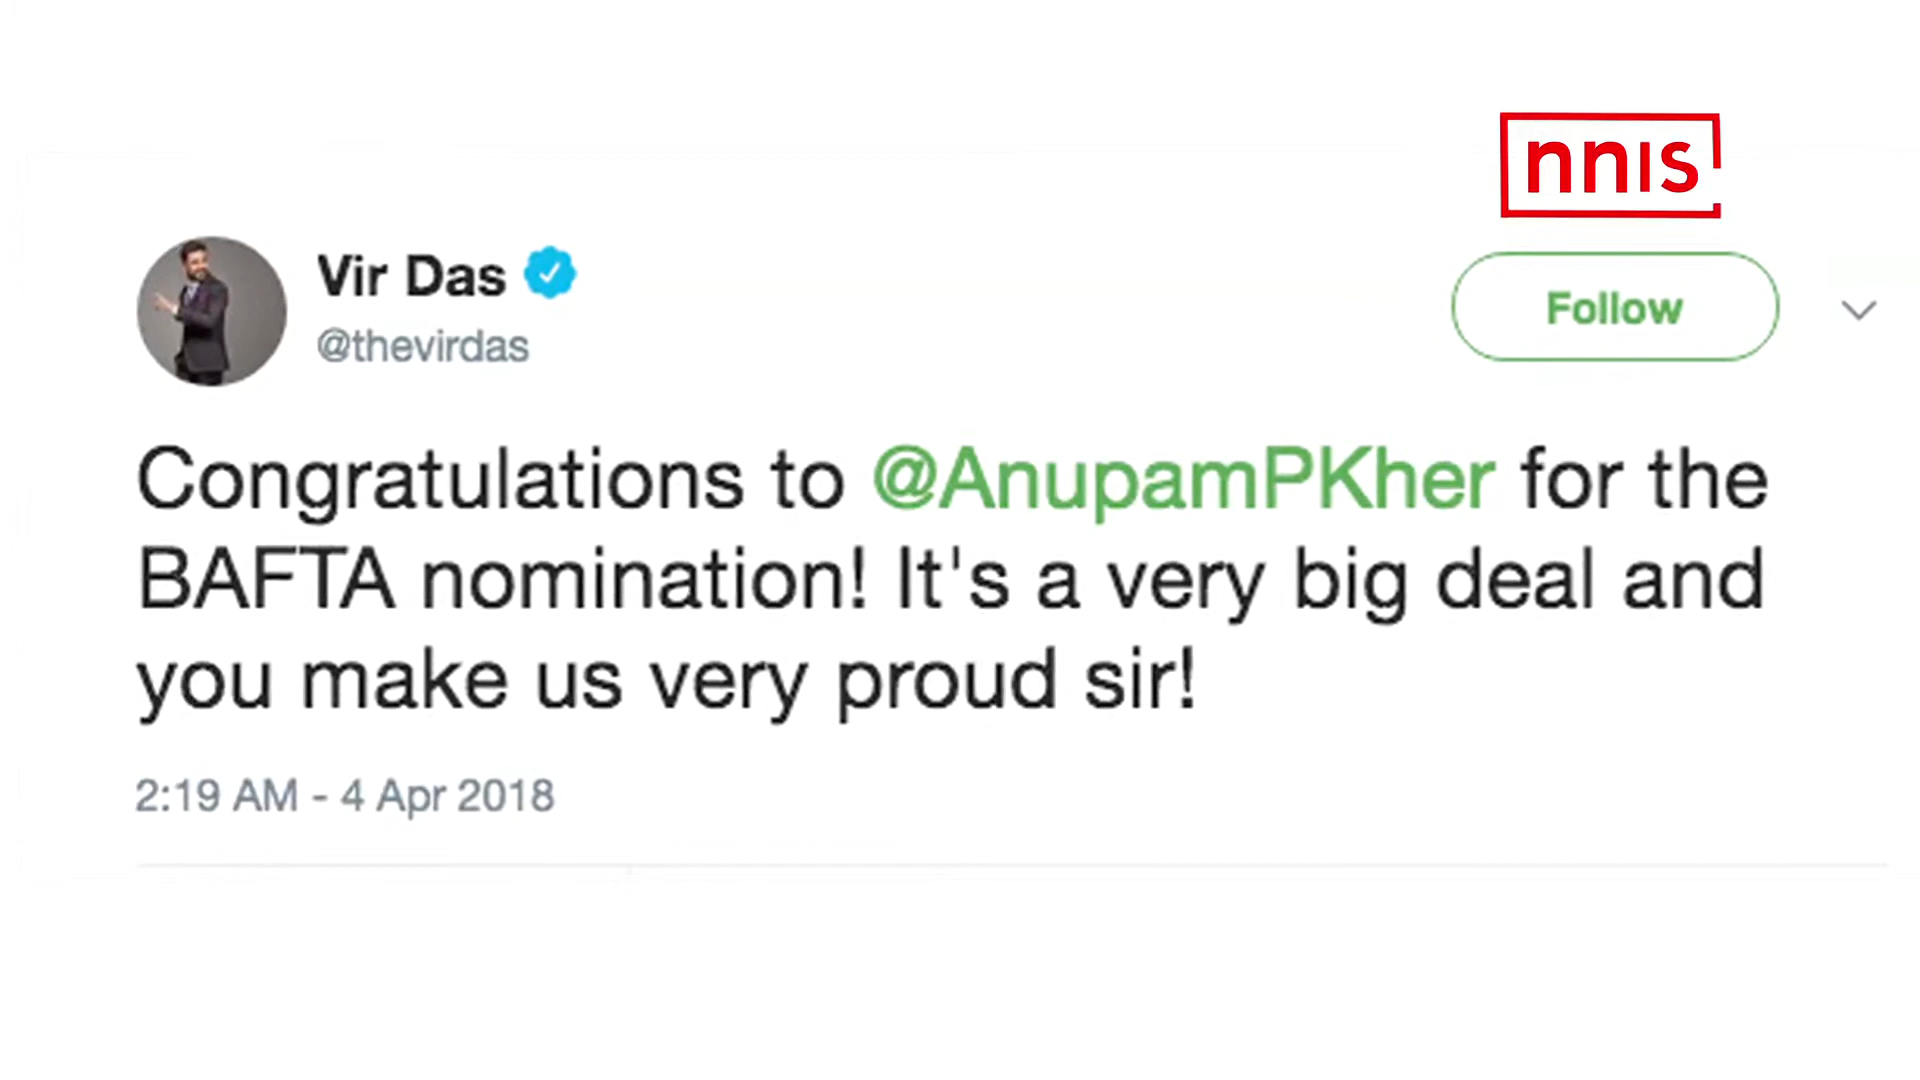 nnis
Vir Das
@thevirdas
Follow
Congratulations to @AnupamPKher for the
BAFTA nomination! It's a very big deal and
you make us very proud sir!
2:19 AM - 4 Apr 2018